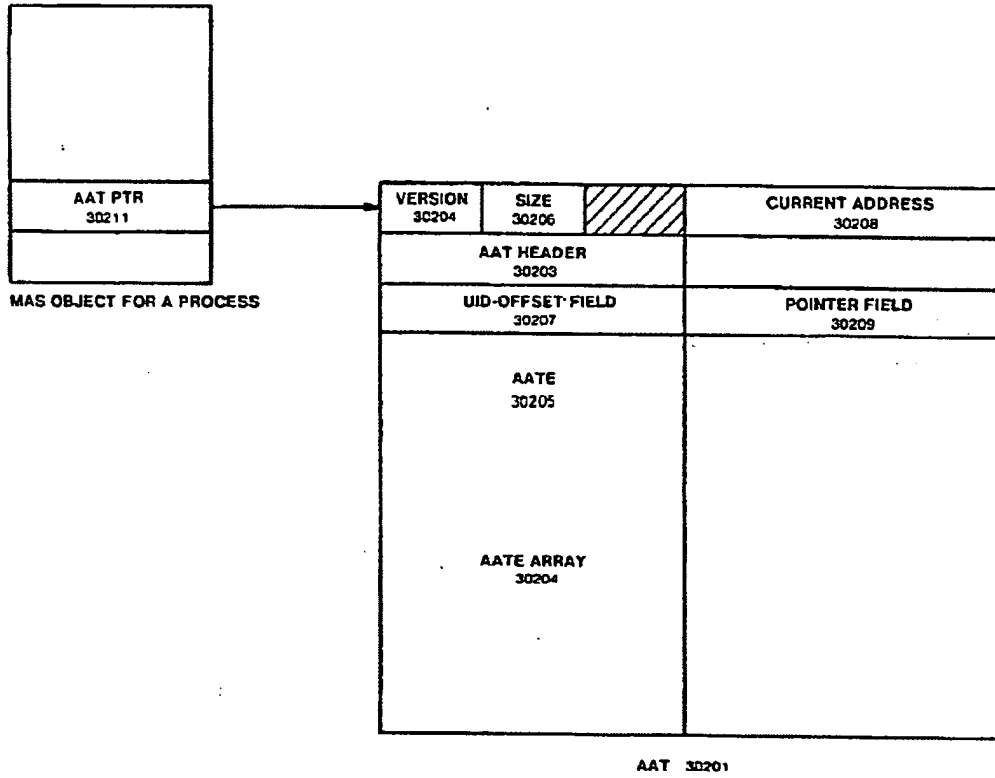 AAT PTR
30211
MAS OBJECT FOR A PROCESS
VERSION
30204
SIZE
30206
CURRENT ADDRESS
30208
AAT HEADER
30203
UID-OFFSET FIELD
30207
POINTER FIELD
30209
AATE
30205
AATE ARRAY
30204
AAT 30201